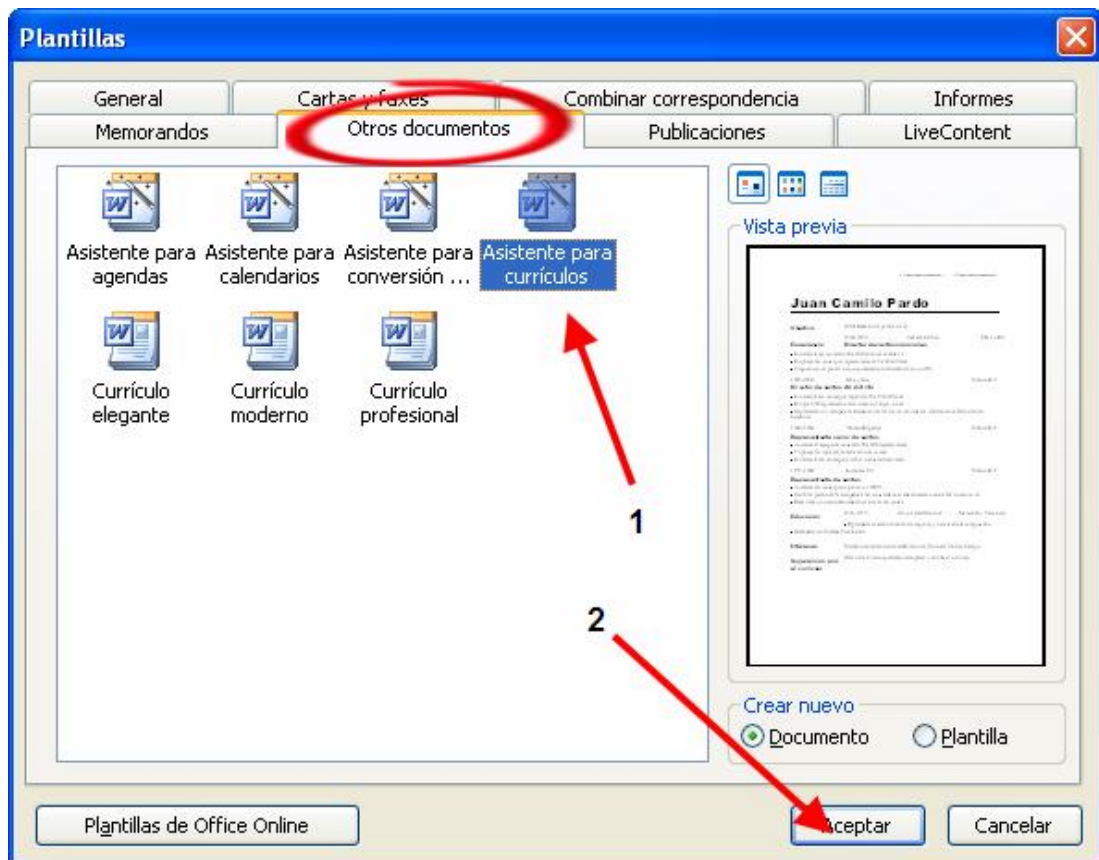 Plantillas
General
Cartas y faxes
Combinar correspondencia
Informes
Memorandos
Otros documentos
Publicaciones
LiveContent
Asistente para agendas
Asistente para calendarios
Asistente para conversión ...
Asistente para currículos
Currículo elegante
Currículo moderno
Currículo profesional
1
2
Vista previa
Juan Camilo Pardo
Crear nuevo
Documento
Plantilla
Plantillas de Office Online
Aceptar
Cancelar